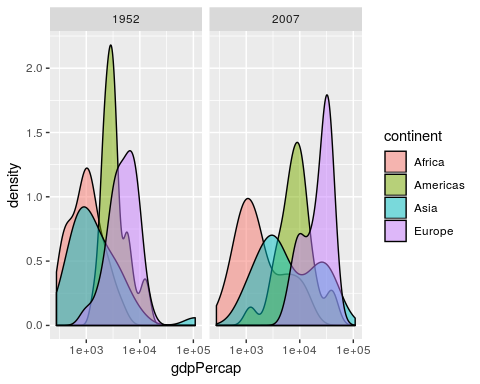 1952
2007
2.0
1.5
1.0
0.5
0.0
density
1e+03
1e+04
1e+05
1e+03
1e+04
1e+05
gdpPercap
continent
Africa
Americas
Asia
Europe